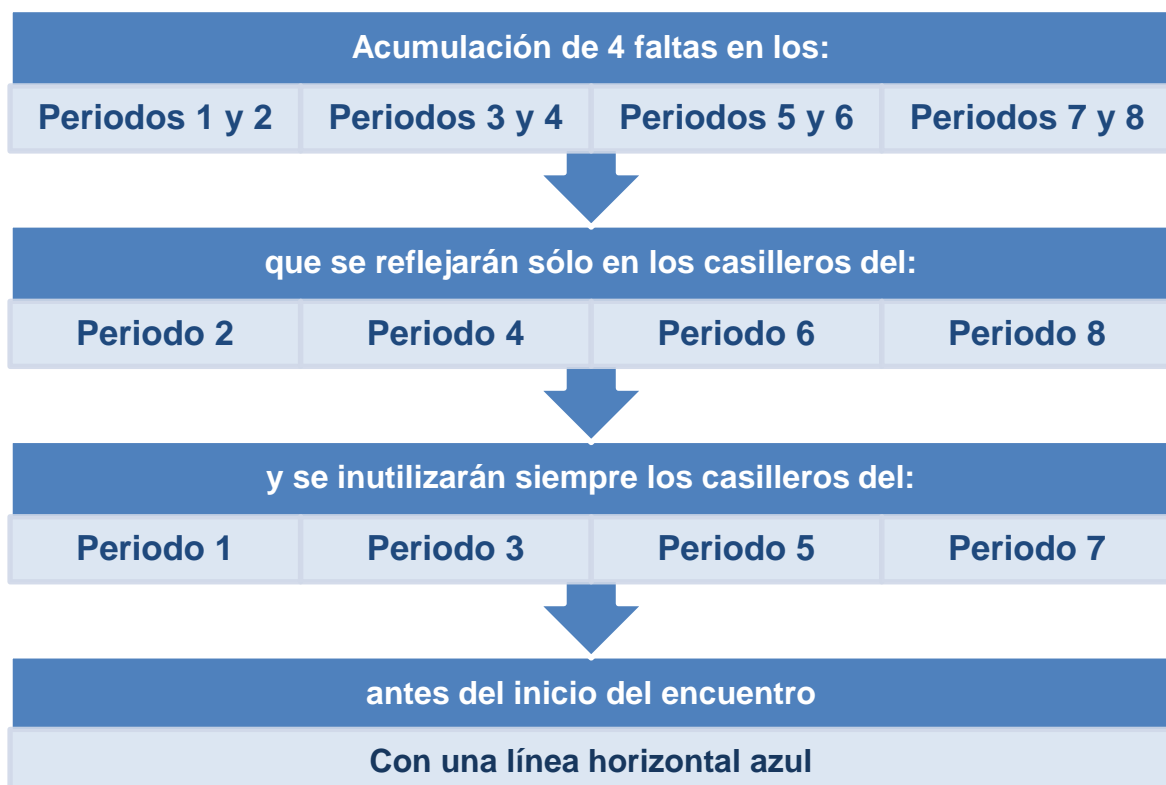 Acumulación de 4 faltas en los:
Periodos 1 y 2 Periodos 3 y 4 Periodos 5 y 6 Periodos 7 y 8
que se reflejarán sólo en los casilleros del:
Periodo 2 Periodo 4 Periodo 6 Periodo 8
y se inutilizarán siempre los casilleros del:
Periodo 1 Periodo 3 Periodo 5 Periodo 7
antes del inicio del encuentro
Con una línea horizontal azul